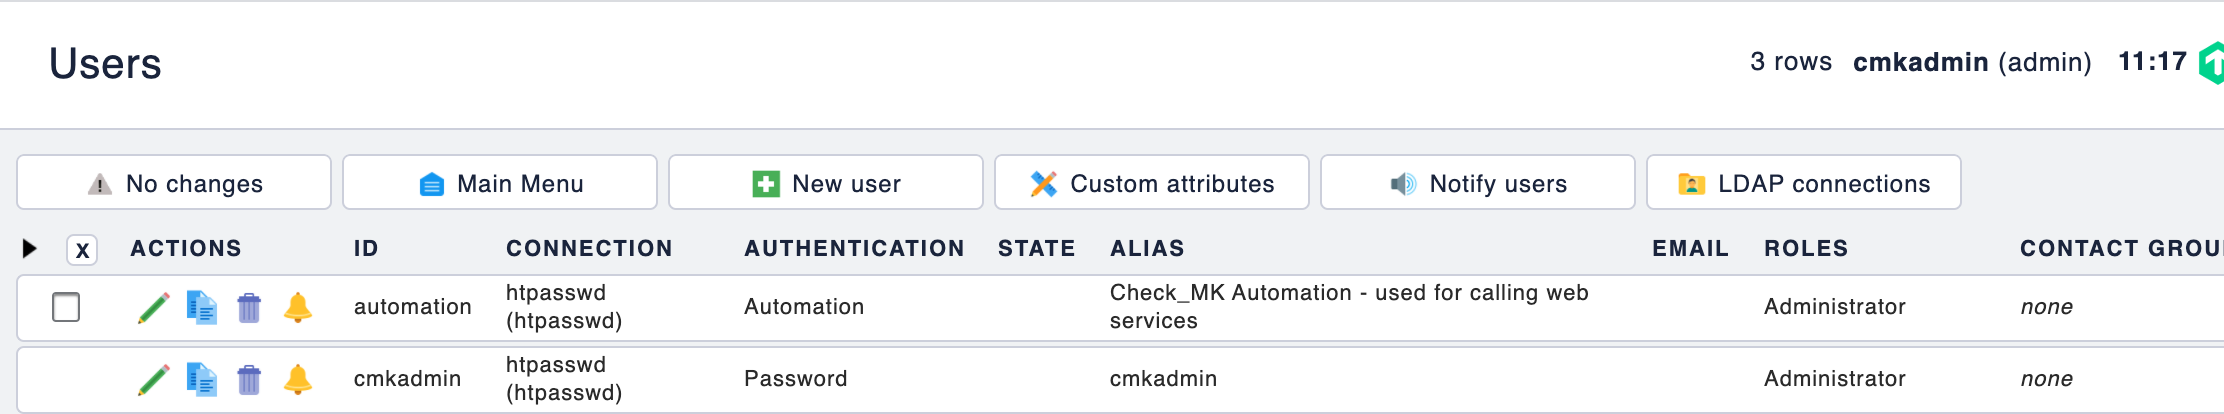 Users
3 rows cmkadmin (admin) 11:17
No changes
Main Menu
New user
Custom attributes
Notify users
LDAP connections
X ACTIONS ID CONNECTION AUTHENTICATION STATE ALIAS EMAIL ROLES CONTACT GROU
automation htpasswd (htpasswd) Automation Check_MK Automation - used for calling web services Administrator none
cmkadmin htpasswd (htpasswd) Password cmkadmin Administrator none